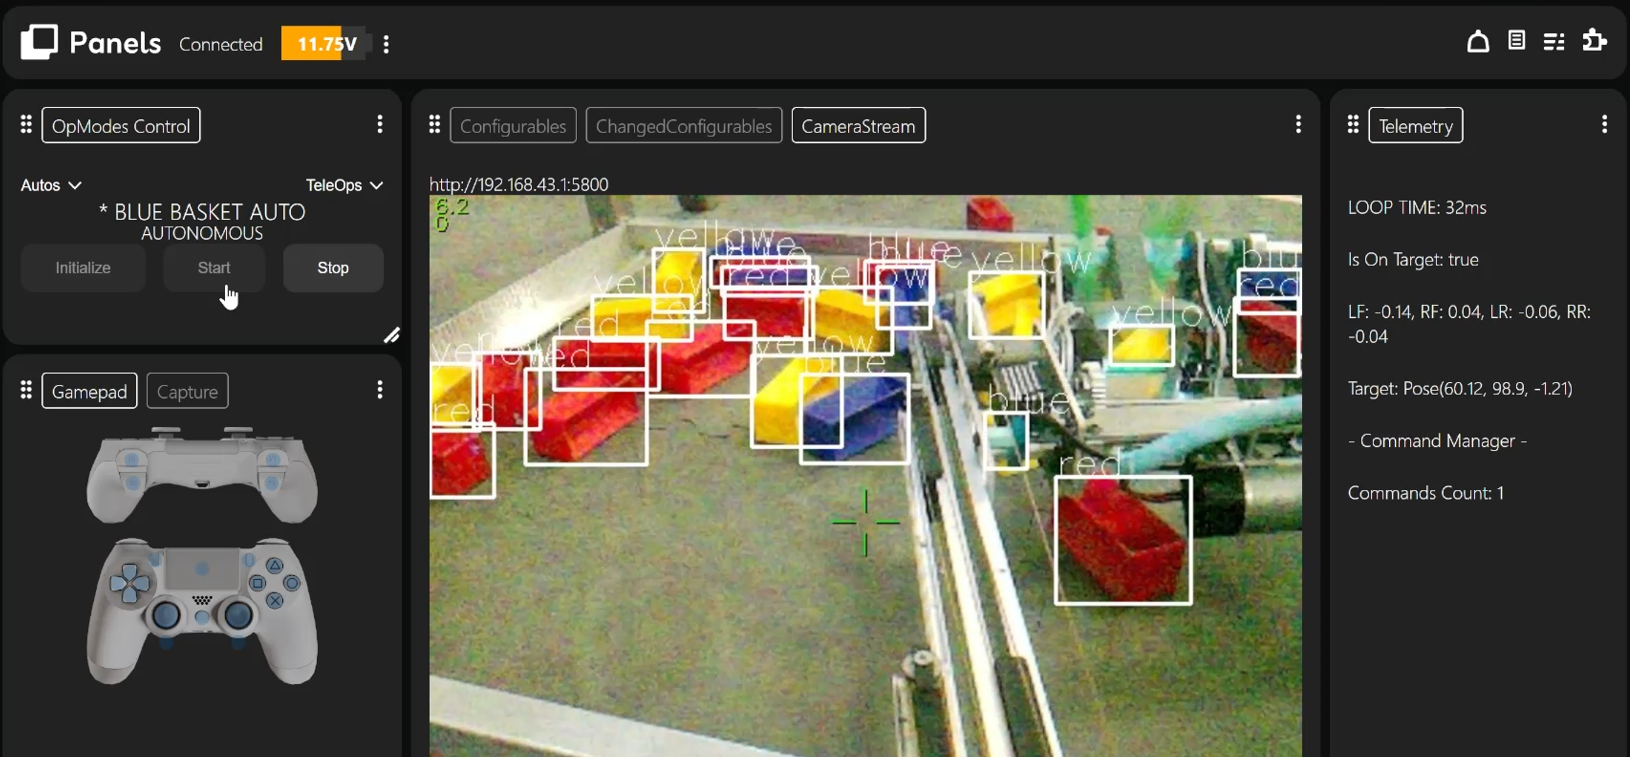 Panels Connected 11.75V
OpModes Control
Autos TeleOps
* BLUE BASKET AUTO
AUTONOMOUS
Initialize Start Stop
Gamepad Capture
Configurables ChangedConfigurables CameraStream
http://192.168.43.1:5800
6.2
0
yellow
blue
blue
blue
yellow
blue
yellow
red
yellow
red
yellow
red
red
yellow
yellow
red
blue
red
blue
red
Telemetry
LOOP TIME: 32ms
Is On Target: true
LF: -0.14, RF: 0.04, LR: -0.06, RR:
-0.04
Target: Pose(60.12, 98.9, -1.21)
- Command Manager -
Commands Count: 1